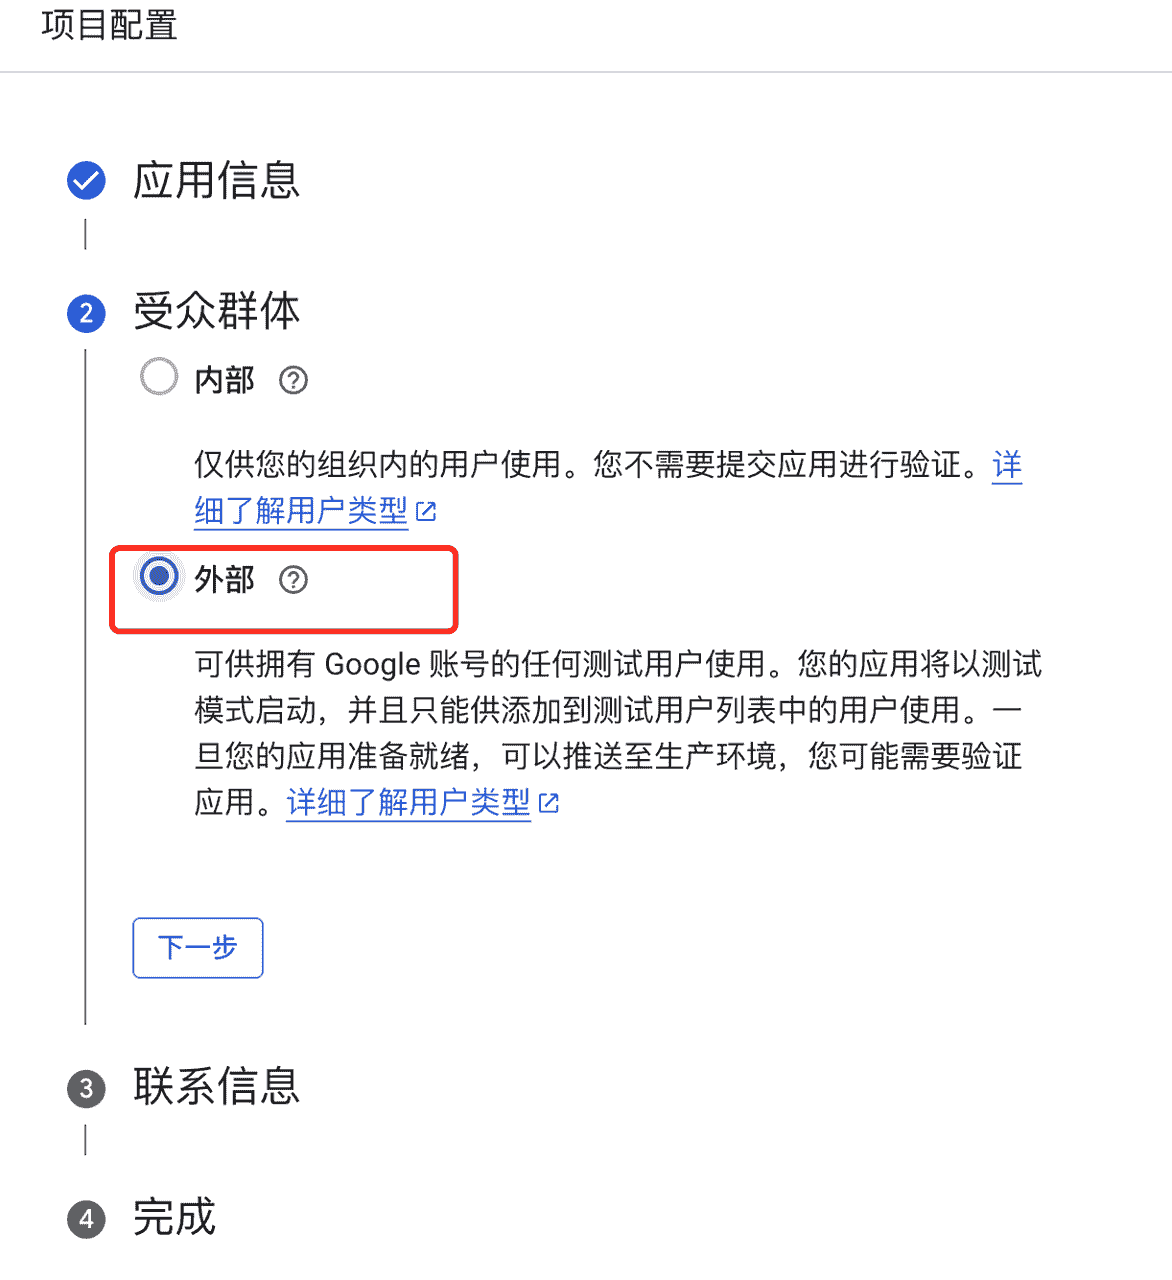 项目配置
应用信息
2 受众群体
内部
仅供您的组织内的用户使用。您不需要提交应用进行验证。详
细了解用户类型
外部
可供拥有 Google 账号的任何测试用户使用。您的应用将以测试
模式启动，并且只能供添加到测试用户列表中的用户使用。一
旦您的应用准备就绪，可以推送至生产环境，您可能需要验证
应用。详细了解用户类型
下一步
3 联系信息
4 完成